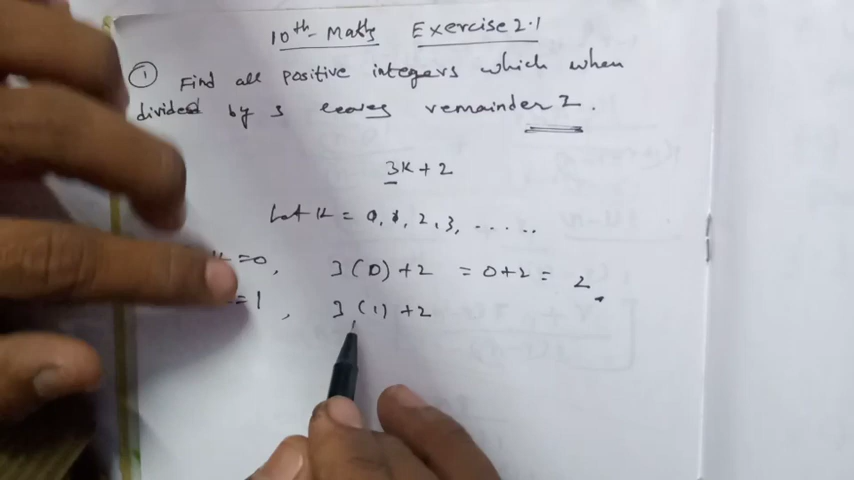 10th- Maths Exercise 2.1
① Find all positive integers which when
divided by 3 leaves remainder 2.
3K + 2
Let K = 0, 1, 2, 3, ......
K = 0, 3(0) + 2 = 0+2 = 2
= 1, 3(1) + 2